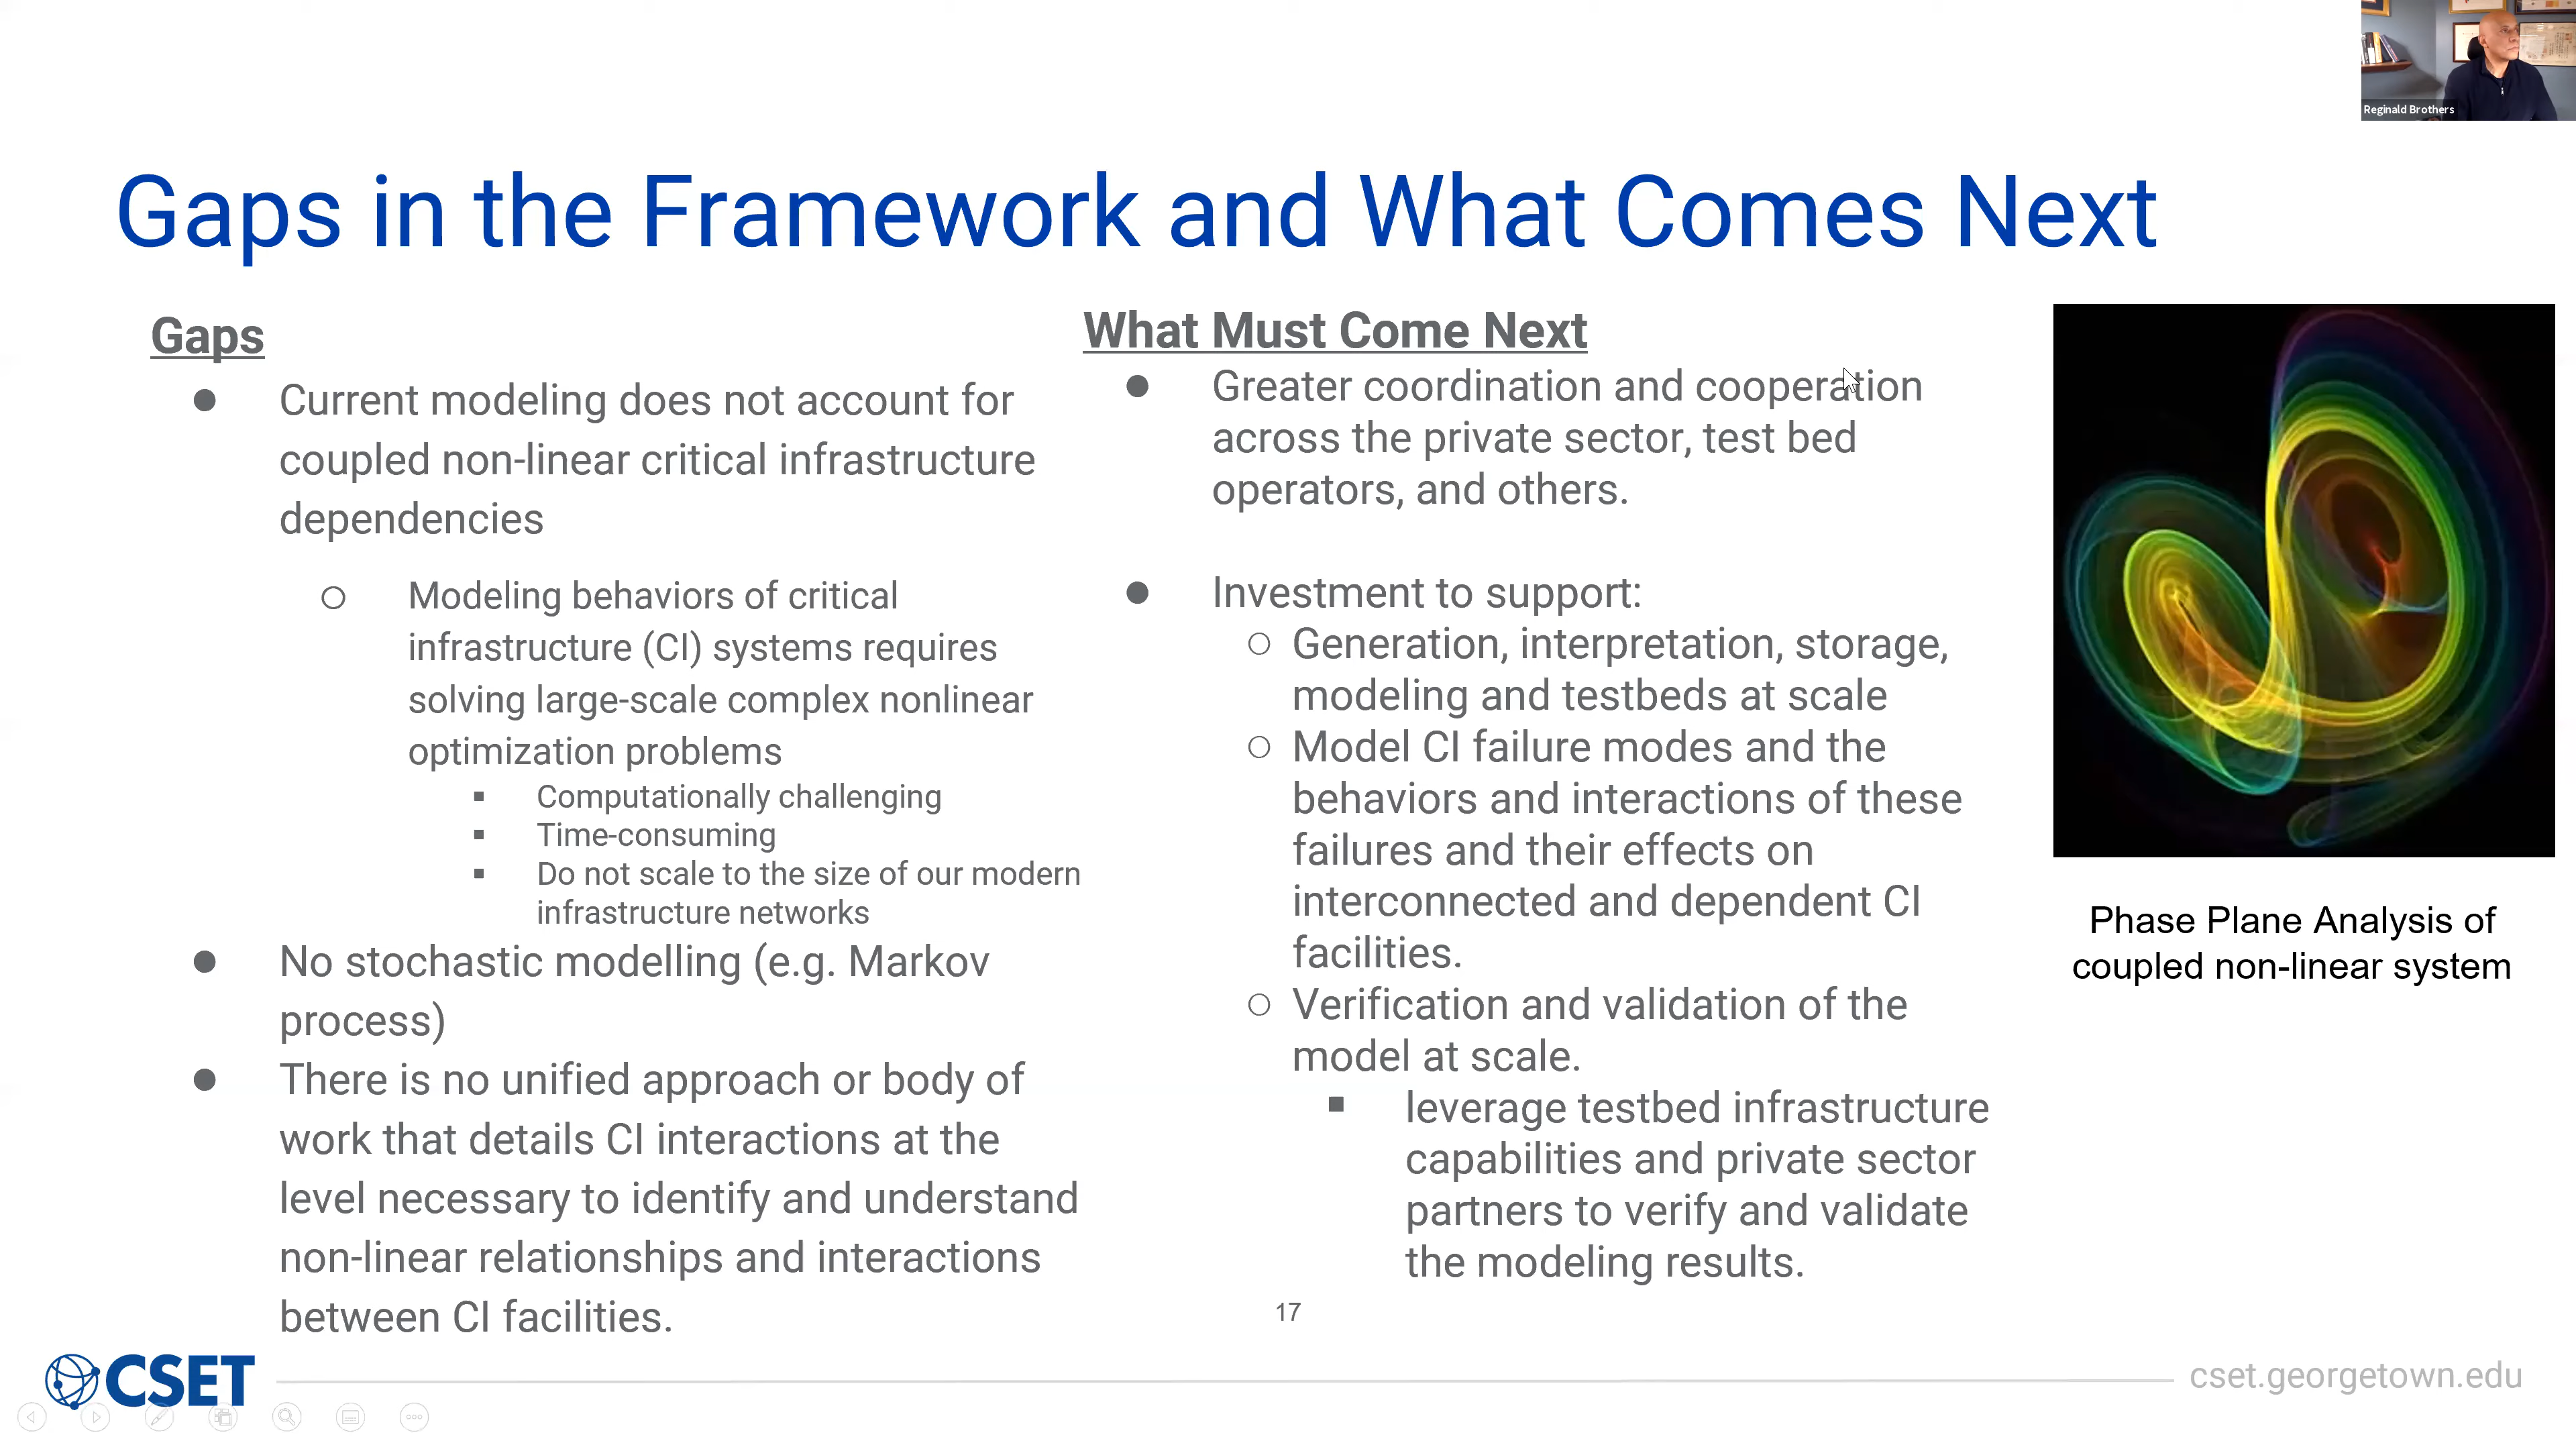 Reginald Brothers
Gaps in the Framework and What Comes Next
Gaps
● Current modeling does not account for
coupled non-linear critical infrastructure
dependencies
○ Modeling behaviors of critical
infrastructure (CI) systems requires
solving large-scale complex nonlinear
optimization problems
▪ Computationally challenging
▪ Time-consuming
▪ Do not scale to the size of our modern
infrastructure networks
● No stochastic modelling (e.g. Markov
process)
● There is no unified approach or body of
work that details CI interactions at the
level necessary to identify and understand
non-linear relationships and interactions
between CI facilities.
What Must Come Next
● Greater coordination and cooperation
across the private sector, test bed
operators, and others.
● Investment to support:
○ Generation, interpretation, storage,
modeling and testbeds at scale
○ Model CI failure modes and the
behaviors and interactions of these
failures and their effects on
interconnected and dependent CI
facilities.
○ Verification and validation of the
model at scale.
▪ leverage testbed infrastructure
capabilities and private sector
partners to verify and validate
the modeling results.
Phase Plane Analysis of
coupled non-linear system
17
CSET
cset.georgetown.edu